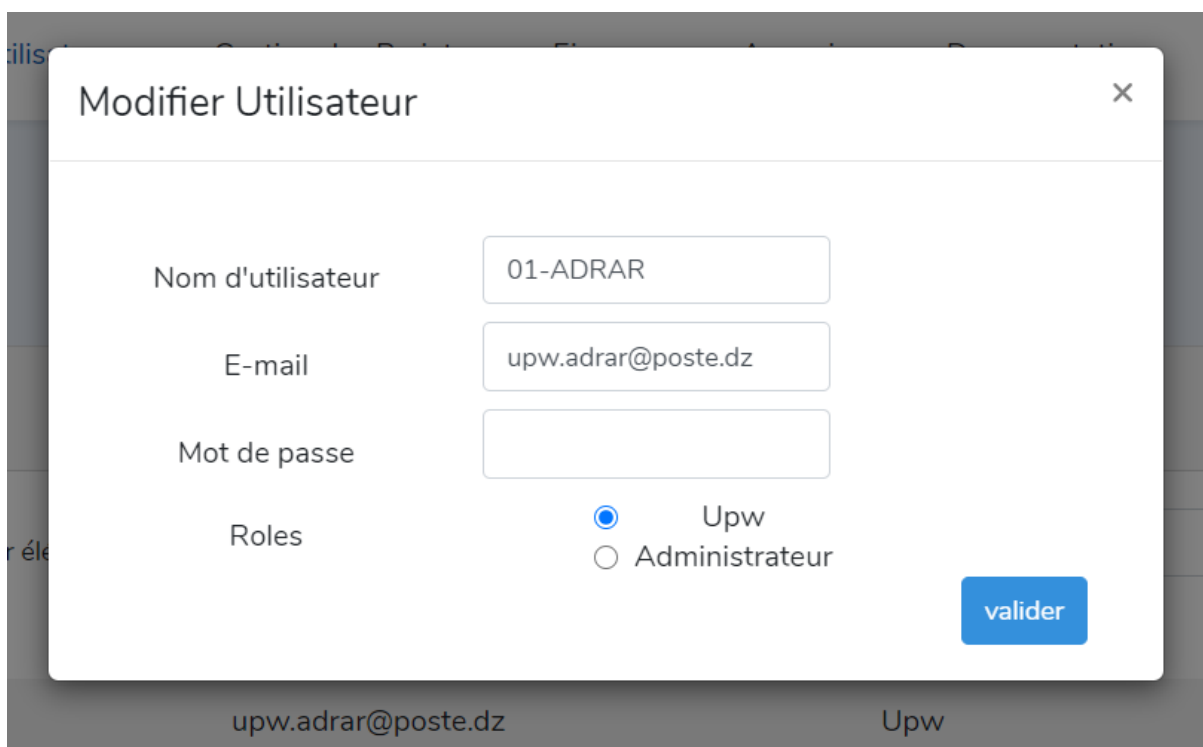 Modifier Utilisateur ×
Nom d'utilisateur 01-ADRAR
E-mail upw.adrar@poste.dz
Mot de passe
Roles Upw
Administrateur
valider
upw.adrar@poste.dz Upw